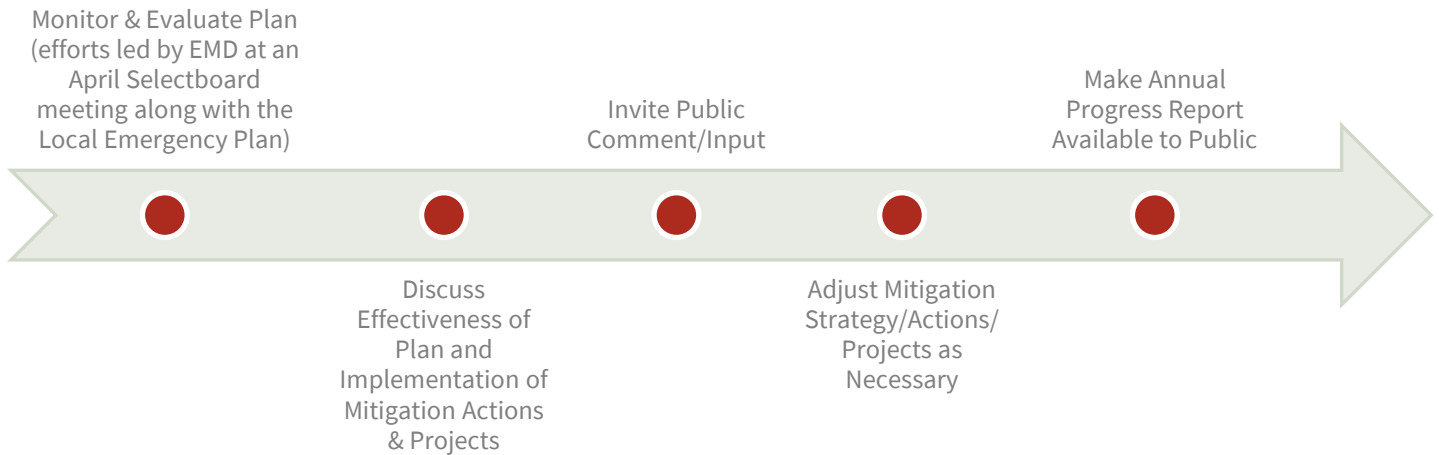 Monitor & Evaluate Plan
(efforts led by EMD at an
April Selectboard
meeting along with the
Local Emergency Plan)
Discuss
Effectiveness of
Plan and
Implementation of
Mitigation Actions
& Projects
Invite Public
Comment/Input
Adjust Mitigation
Strategy/Actions/
Projects as
Necessary
Make Annual
Progress Report
Available to Public